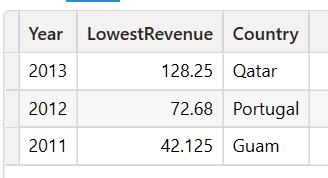 Year LowestRevenue Country
2013 128.25 Qatar
2012 72.68 Portugal
2011 42.125 Guam